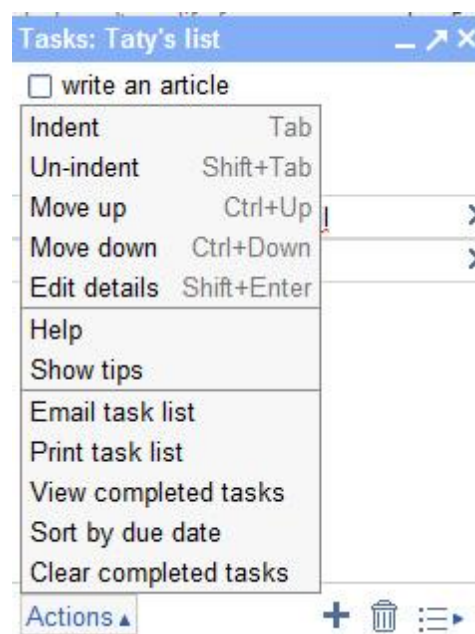 Tasks: Taty's list
write an article
Indent Tab
Un-indent Shift+Tab
Move up Ctrl+Up
Move down Ctrl+Down
Edit details Shift+Enter
Help
Show tips
Email task list
Print task list
View completed tasks
Sort by due date
Clear completed tasks
Actions